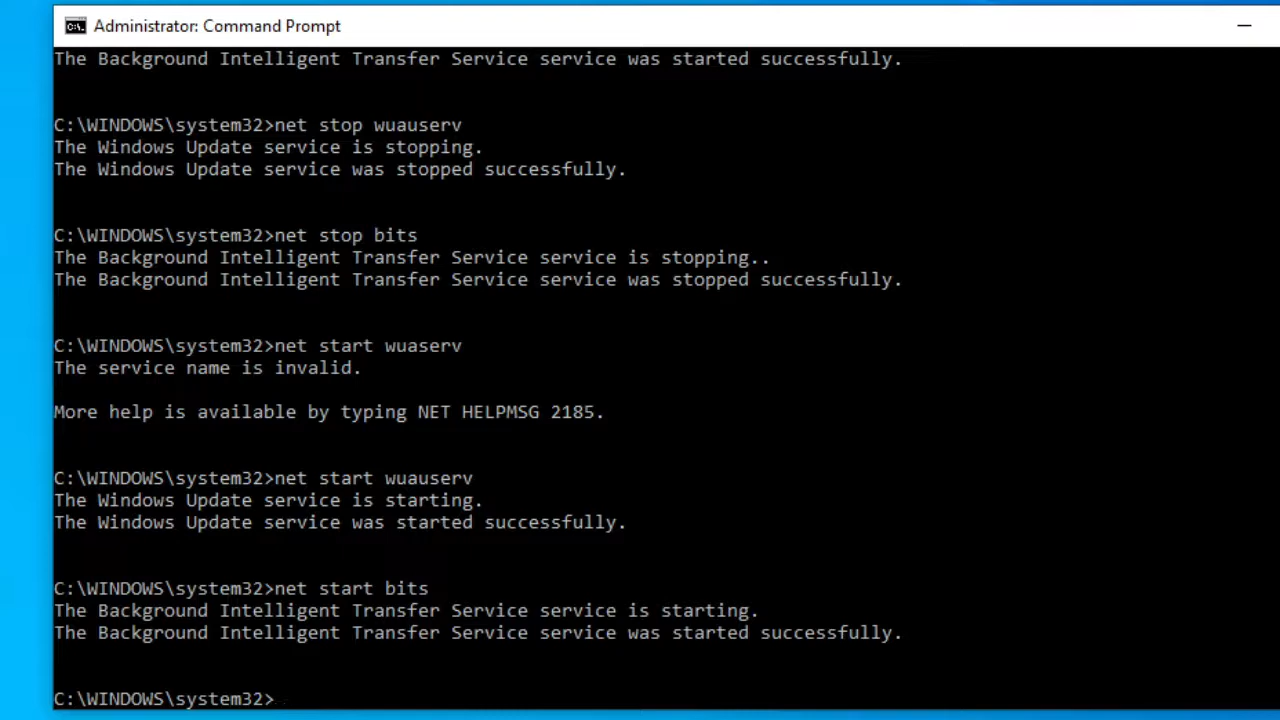 Administrator: Command Prompt
The Background Intelligent Transfer Service service was started successfully.
C:\WINDOWS\system32>net stop wuauserv
The Windows Update service is stopping.
The Windows Update service was stopped successfully.
C:\WINDOWS\system32>net stop bits
The Background Intelligent Transfer Service service is stopping..
The Background Intelligent Transfer Service service was stopped successfully.
C:\WINDOWS\system32>net start wuaserv
The service name is invalid.
More help is available by typing NET HELPMSG 2185.
C:\WINDOWS\system32>net start wuauserv
The Windows Update service is starting.
The Windows Update service was started successfully.
C:\WINDOWS\system32>net start bits
The Background Intelligent Transfer Service service is starting.
The Background Intelligent Transfer Service service was started successfully.
C:\WINDOWS\system32>